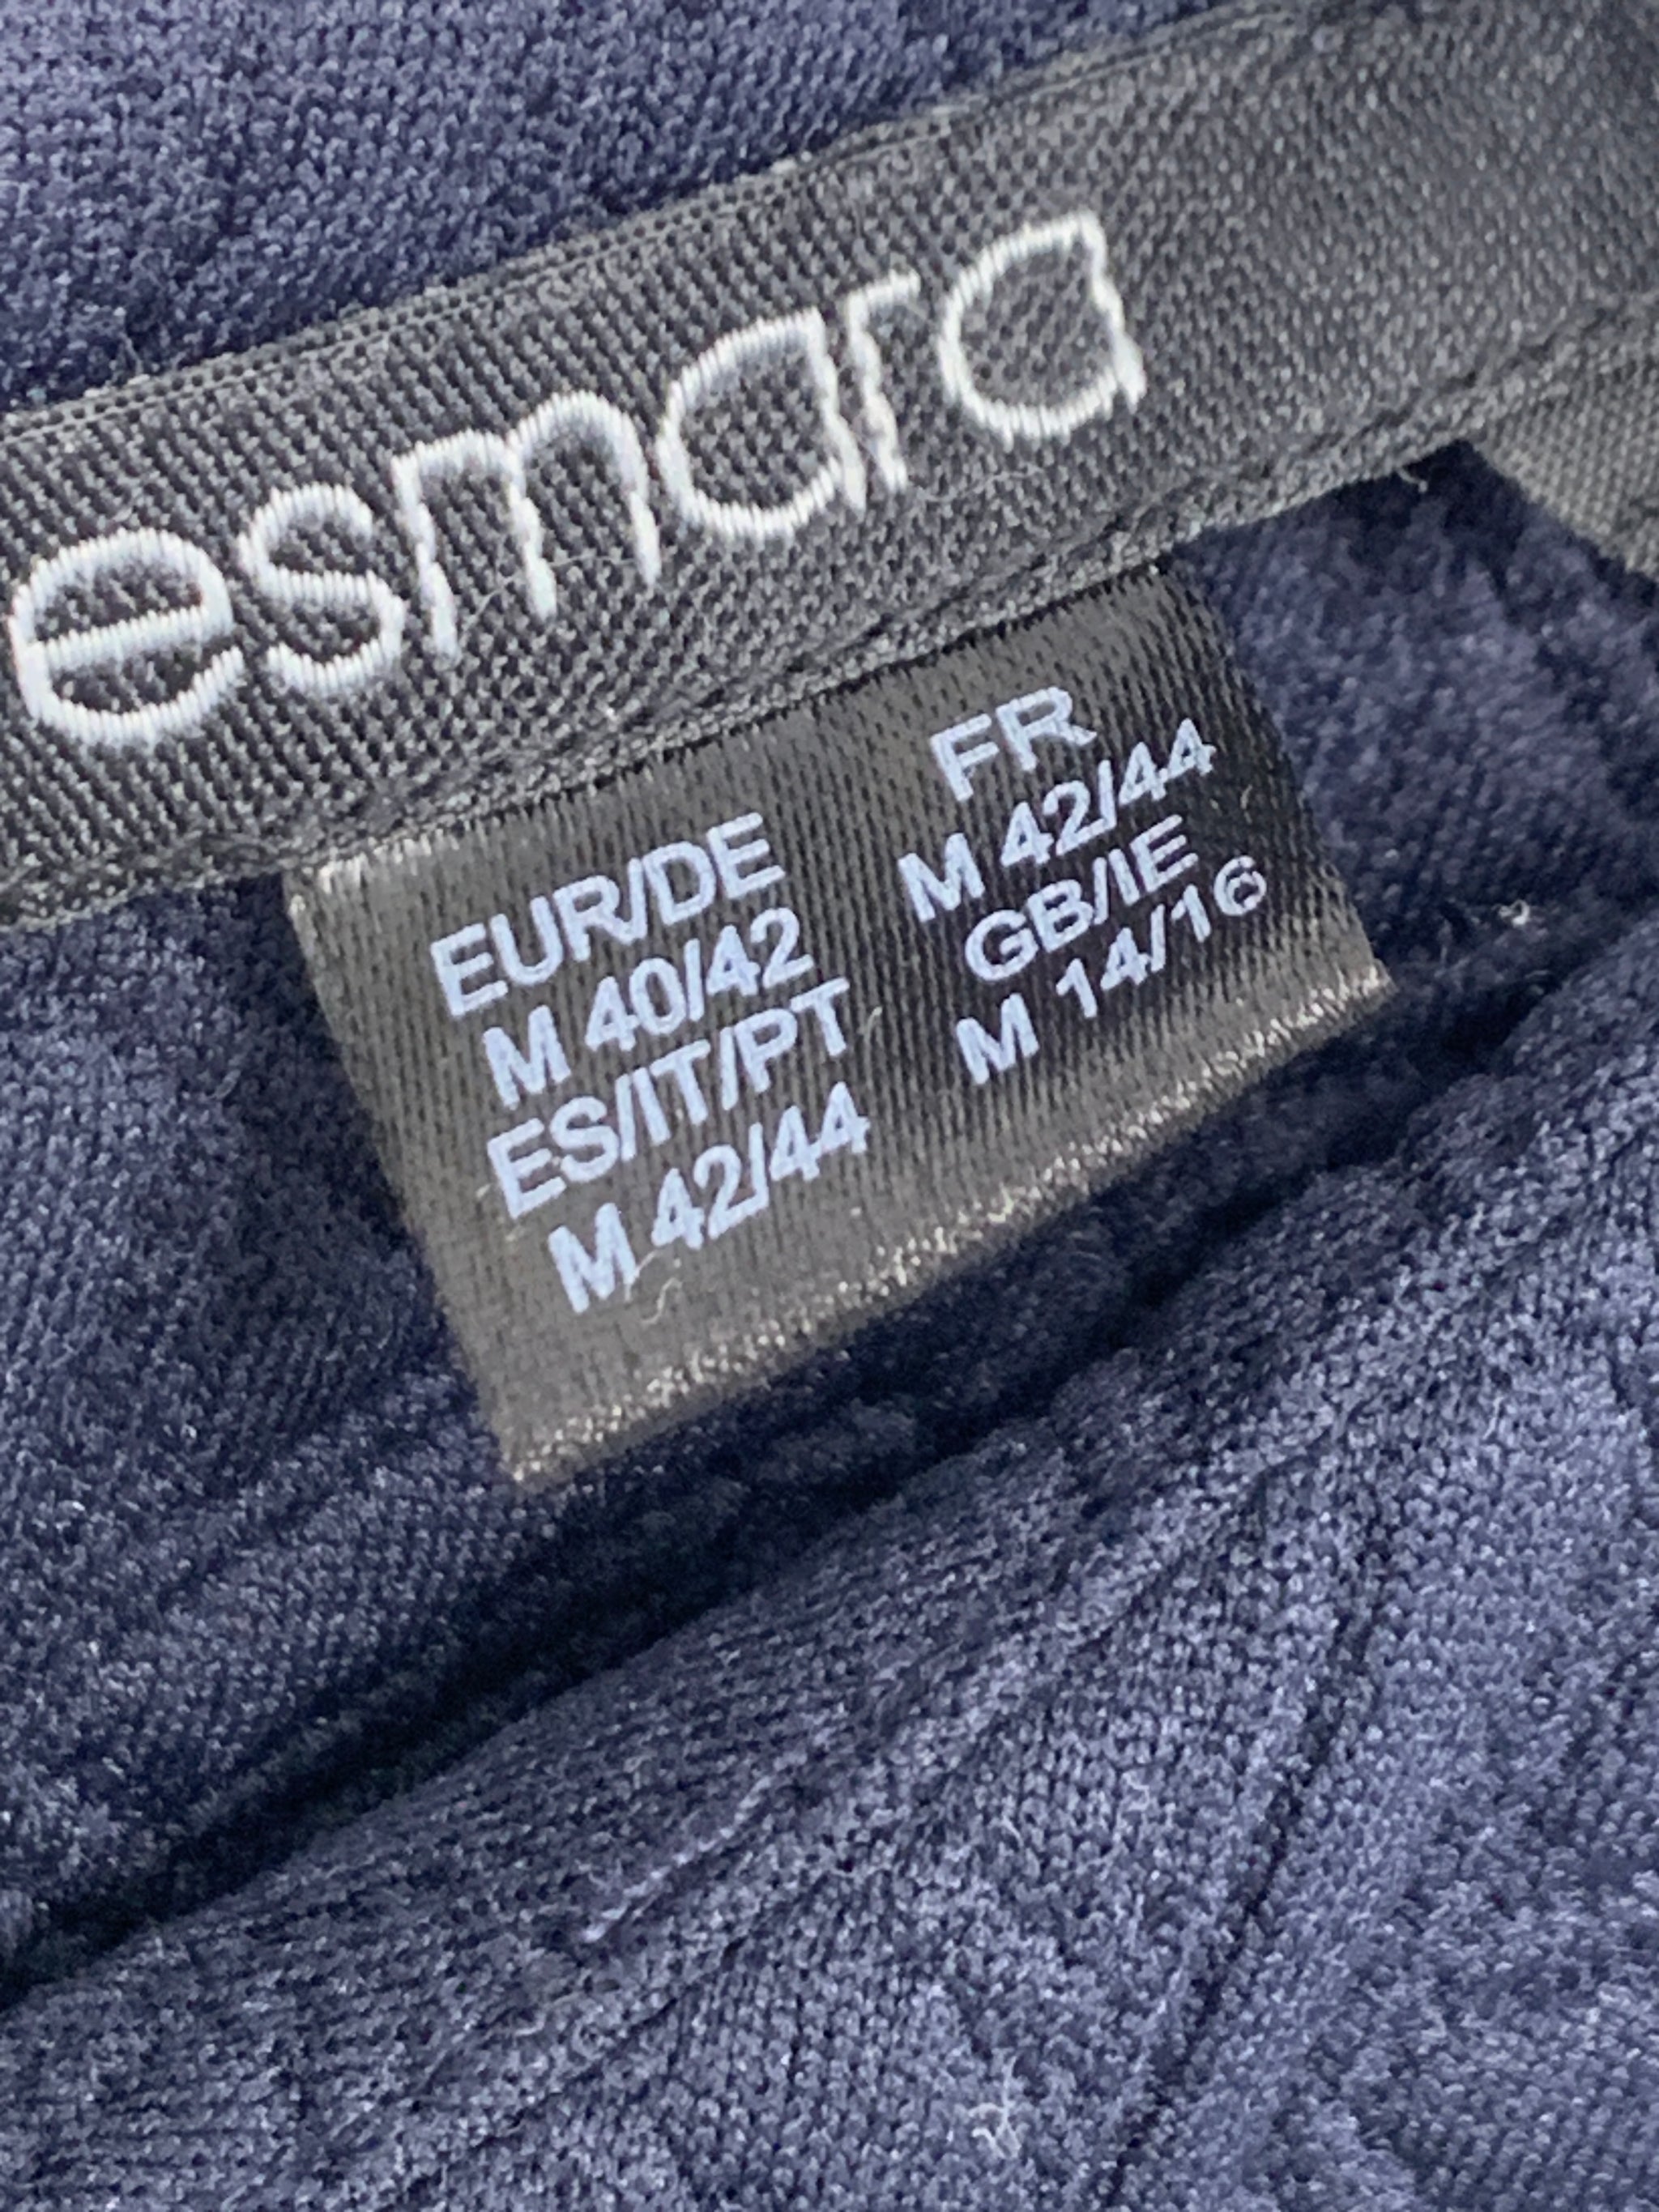 esmara
EUR/DE
M 40/42
ES/IT/PT
M 42/44
FR
M 42/44
GB/IE
M 14/16